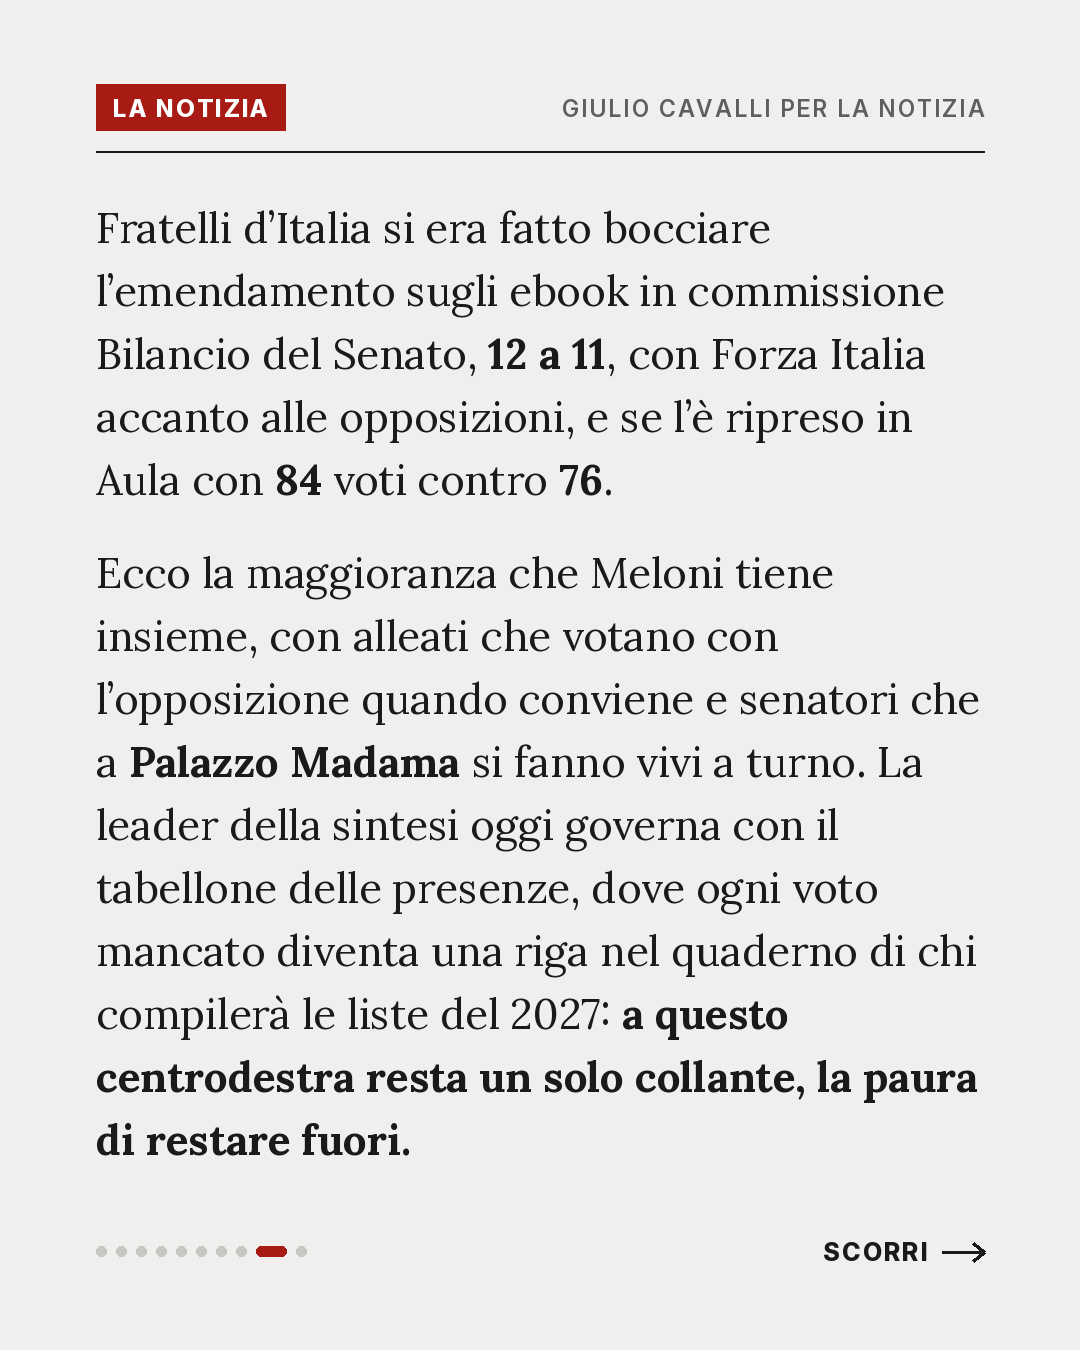 LA NOTIZIA
GIULIO CAVALLI PER LA NOTIZIA
Fratelli d’Italia si era fatto bocciare
l’emendamento sugli ebook in commissione
Bilancio del Senato, 12 a 11, con Forza Italia
accanto alle opposizioni, e se l’è ripreso in
Aula con 84 voti contro 76.
Ecco la maggioranza che Meloni tiene
insieme, con alleati che votano con
l’opposizione quando conviene e senatori che
a Palazzo Madama si fanno vivi a turno. La
leader della sintesi oggi governa con il
tabellone delle presenze, dove ogni voto
mancato diventa una riga nel quaderno di chi
compilerà le liste del 2027: a questo
centrodestra resta un solo collante, la paura
di restare fuori.
SCORRI